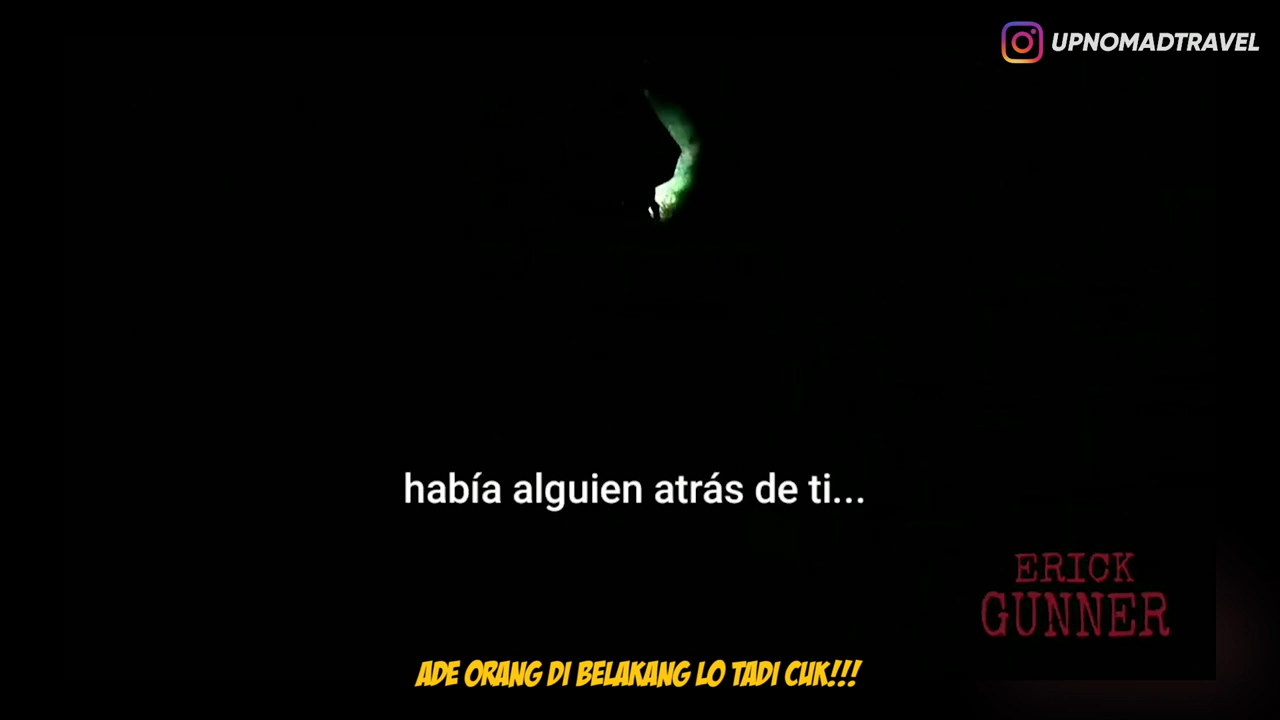 UPNOMADTRAVEL
había alguien atrás de ti...
ERICK
GUNNER
ADE ORANG DI BELAKANG LO TADI CUK!!!